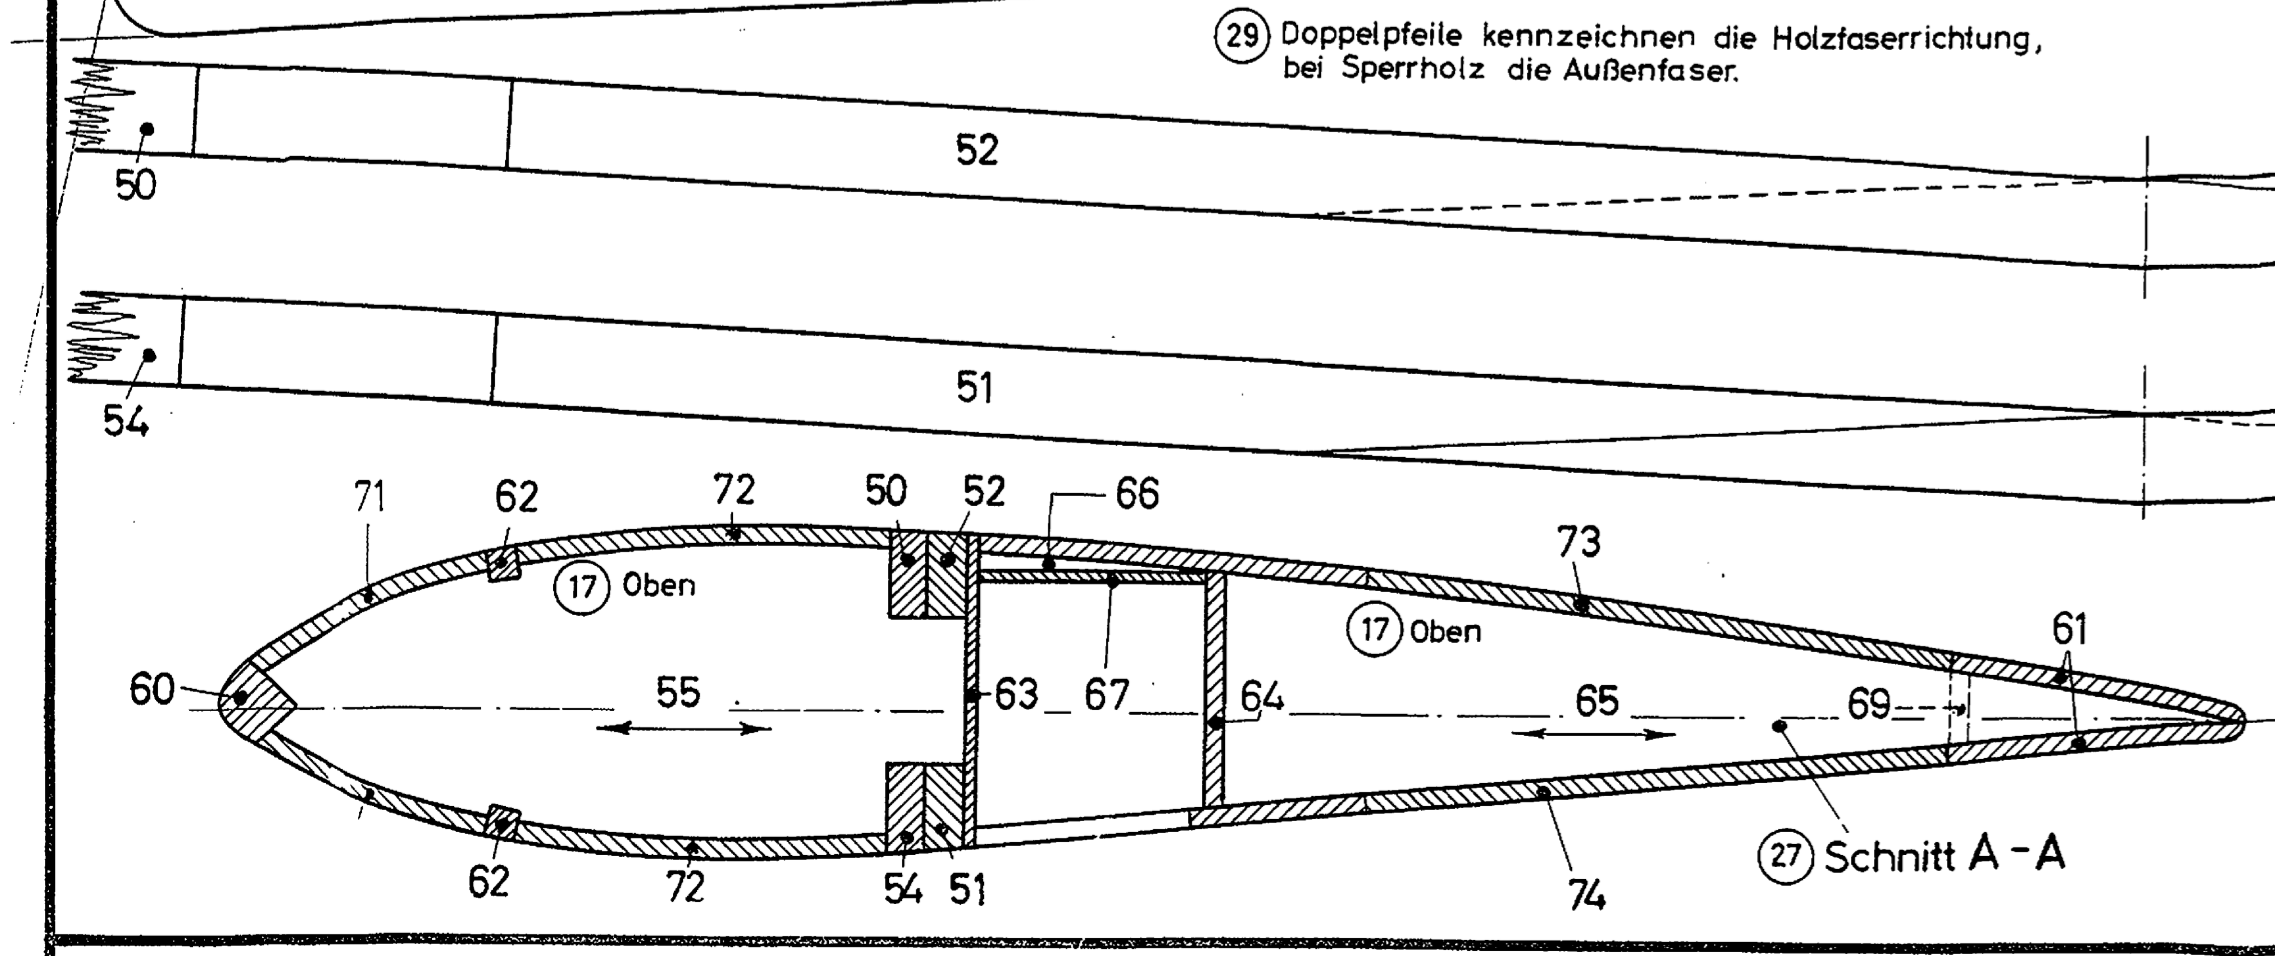 29 Doppelpfeile kennzeichnen die Holzfaserrichtung,
bei Sperrholz die Außenfaser.
52
50
51
54
71 62 72 50 52 66
73
17 Oben
17 Oben
61
60 55 63 67 64 65 69
27 Schnitt A-A
62 72 54 51 74